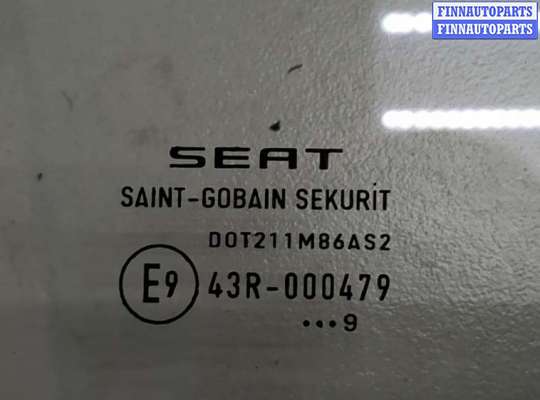 FINNAUTOPARTS
FINNAUTOPARTS
SEAT
SAINT-GOBAIN SEKURIT
DOT211M86AS2
E9 43R-000479
•••9